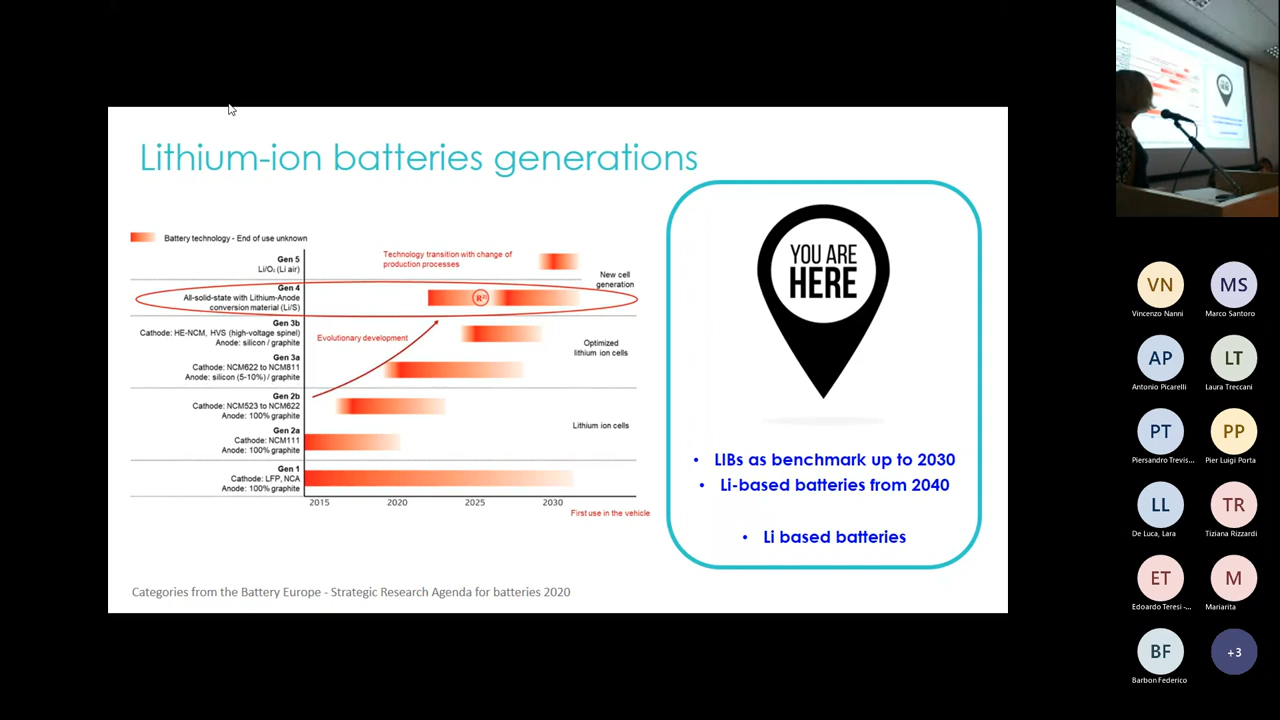 Lithium-ion batteries generations
Battery technology - End of use unknown
Gen 5
Li/O₂ (Li air)
Technology transition with change of
production processes
New cell
generation
Gen 4
All-solid-state with Lithium-Anode
conversion material (Li/S)
Gen 3b
Cathode: HE-NCM, HVS (high-voltage spinel)
Anode: silicon / graphite
Evolutionary development
Optimized
lithium ion cells
Gen 3a
Cathode: NCM622 to NCM811
Anode: silicon (5-10%) / graphite
Gen 2b
Cathode: NCM523 to NCM622
Anode: 100% graphite
Gen 2a
Cathode: NCM111
Anode: 100% graphite
Lithium ion cells
Gen 1
Cathode: LFP, NCA
Anode: 100% graphite
2015 2020 2025 2030
First use in the vehicle
YOU ARE
HERE
• LIBs as benchmark up to 2030
• Li-based batteries from 2040
• Li based batteries
Categories from the Battery Europe - Strategic Research Agenda for batteries 2020
VN MS
Vincenzo Nanni Marco Santoro
AP LT
Antonio Picarelli Laura Treccani
PT PP
Piersandro Trevis... Pier Luigi Porta
LL TR
De Luca, Lara Tiziana Rizzardi
ET M
Edoardo Teresi -... Mariarita
BF +3
Barbon Federico